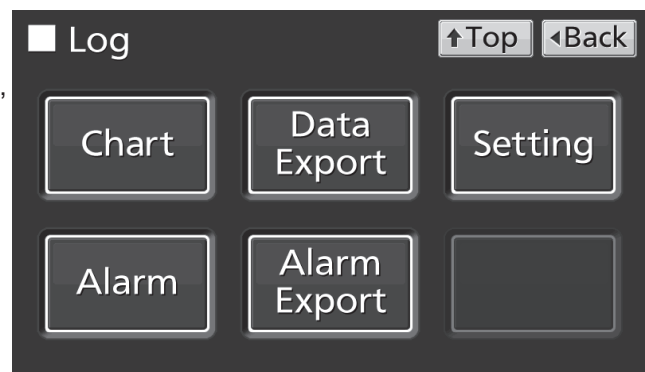 ,
Log
↑Top
◂Back
Chart
Data
Export
Setting
Alarm
Alarm
Export